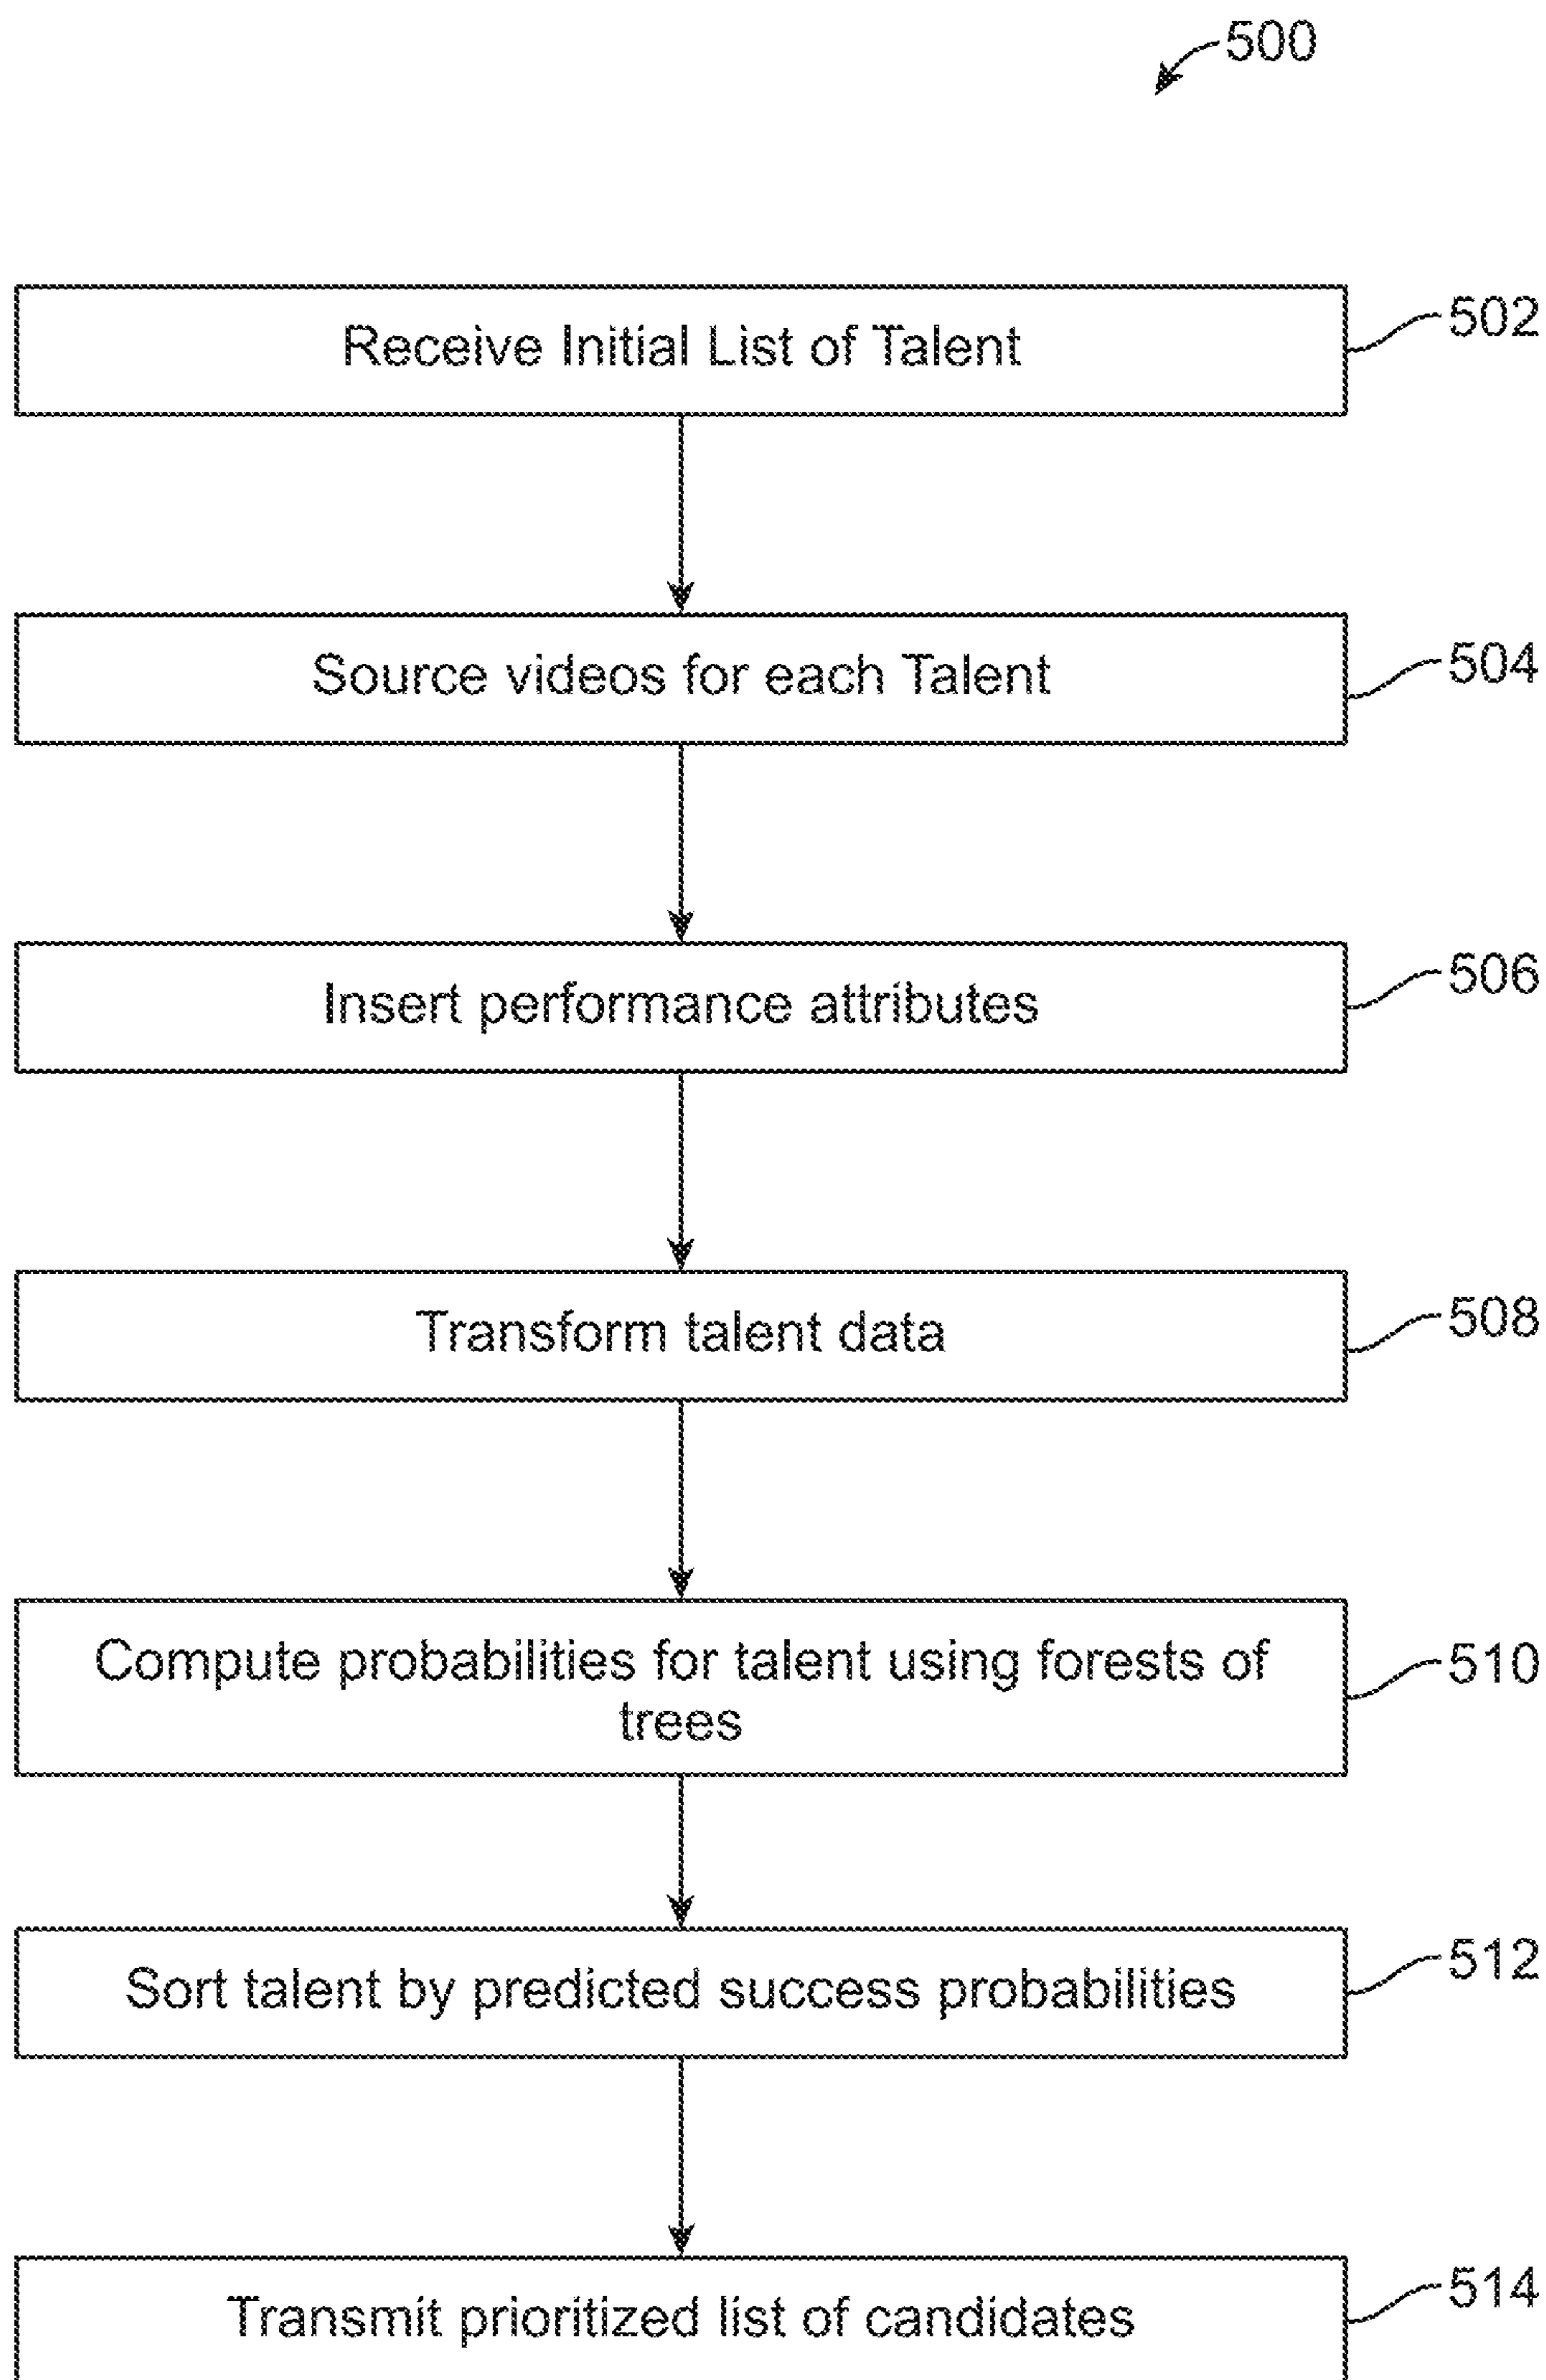 500
Receive Initial List of Talent
502
Source videos for each Talent
504
Insert performance attributes
506
Transform talent data
508
Compute probabilities for talent using forests of
trees
510
Sort talent by predicted success probabilities
512
Transmit prioritized list of candidates
514